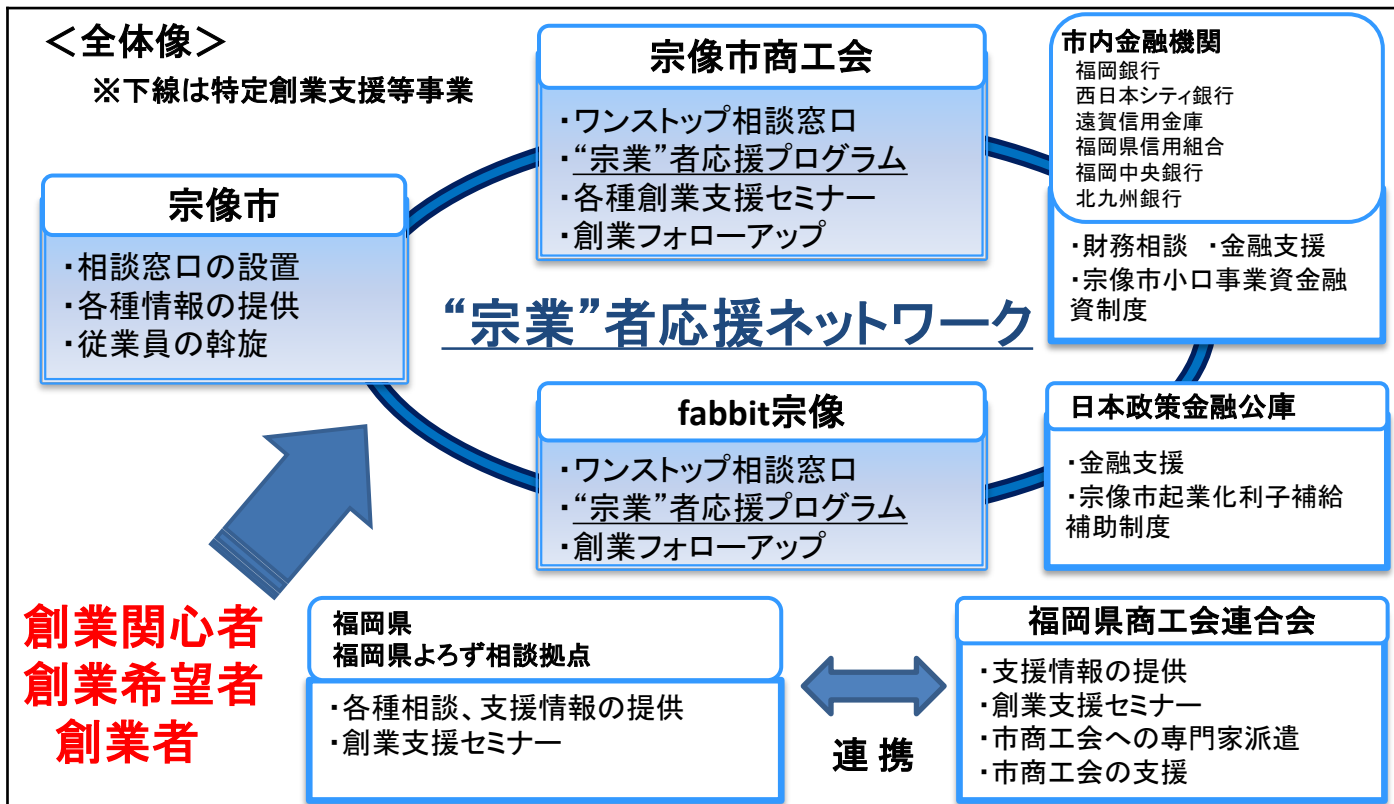 ＜全体像＞
※下線は特定創業支援等事業
宗像市商工会
・ワンストップ相談窓口
・“宗業”者応援プログラム
・各種創業支援セミナー
・創業フォローアップ
市内金融機関
福岡銀行
西日本シティ銀行
遠賀信用金庫
福岡県信用組合
福岡中央銀行
北九州銀行
・財務相談 ・金融支援
・宗像市小口事業資金融
資制度
宗像市
・相談窓口の設置
・各種情報の提供
・従業員の斡旋
“宗業”者応援ネットワーク
fabbit宗像
・ワンストップ相談窓口
・“宗業”者応援プログラム
・創業フォローアップ
日本政策金融公庫
・金融支援
・宗像市起業化利子補給
補助制度
創業関心者
創業希望者
創業者
福岡県
福岡県よろず相談拠点
・各種相談、支援情報の提供
・創業支援セミナー
連 携
福岡県商工会連合会
・支援情報の提供
・創業支援セミナー
・市商工会への専門家派遣
・市商工会の支援